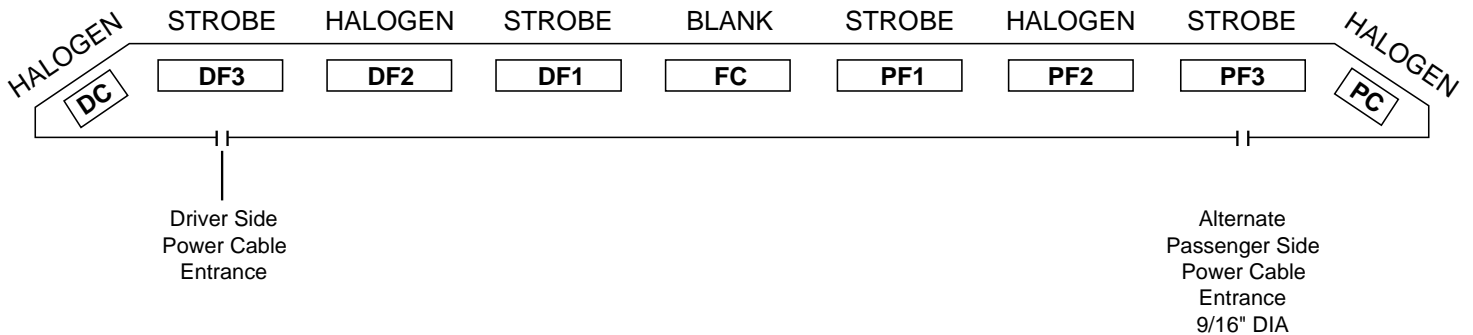 HALOGEN STROBE HALOGEN STROBE BLANK STROBE HALOGEN STROBE HALOGEN
DC DF3 DF2 DF1 FC PF1 PF2 PF3 PC
Driver Side
Power Cable
Entrance
Alternate
Passenger Side
Power Cable
Entrance
9/16" DIA